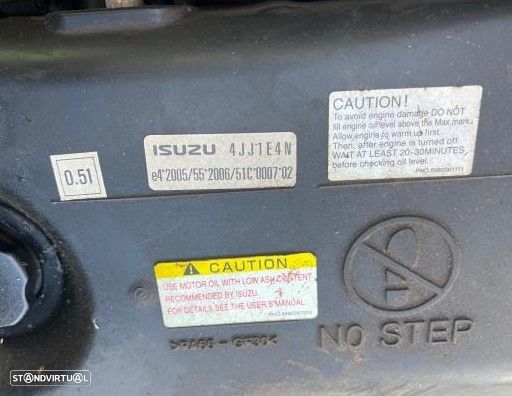 CAUTION!
To avoid engine damage DO NOT
fill engine oil level above the Max mark.
Allow engine to warm up first.
Then, after engine is turned off
WAIT AT LEAST 20-30MINUTES,
before checking oil level.
ISUZU 4JJ1E4N
e4*2005/55*2006/51C*0007*02
0.51
CAUTION
USE MOTOR OIL WITH LOW ASH CONTENT
RECOMMENDED BY ISUZU.
FOR DETAILS SEE THE USER'S MANUAL.
NO STEP
>PA66-GF30<
STANDVIRTUAL